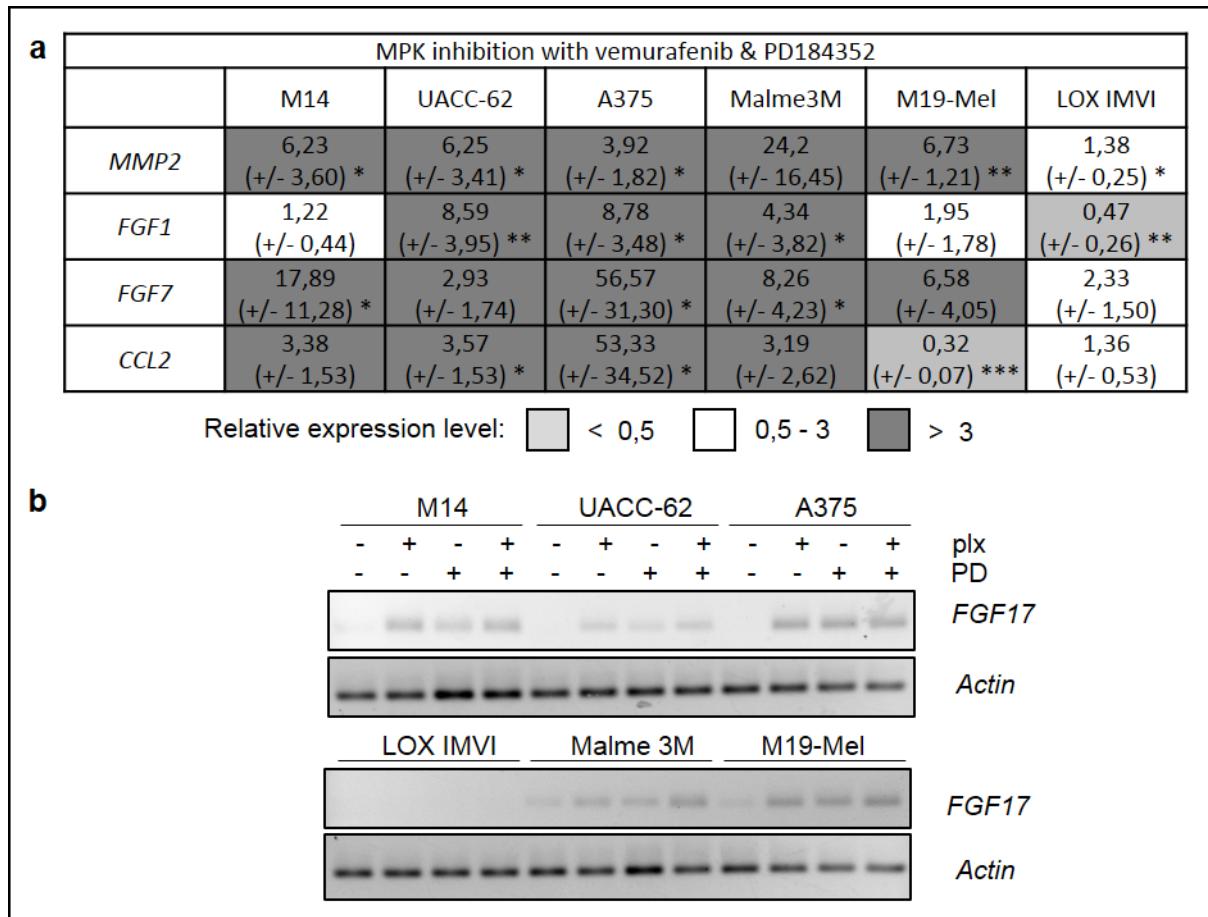 a
MPK inhibition with vemurafenib & PD184352
M14 UACC-62 A375 Malme3M M19-Mel LOX IMVI
MMP2 6,23 (+/- 3,60) * 6,25 (+/- 3,41) * 3,92 (+/- 1,82) * 24,2 (+/- 16,45) 6,73 (+/- 1,21) ** 1,38 (+/- 0,25) *
FGF1 1,22 (+/- 0,44) 8,59 (+/- 3,95) ** 8,78 (+/- 3,48) * 4,34 (+/- 3,82) * 1,95 (+/- 1,78) 0,47 (+/- 0,26) **
FGF7 17,89 (+/- 11,28) * 2,93 (+/- 1,74) 56,57 (+/- 31,30) * 8,26 (+/- 4,23) * 6,58 (+/- 4,05) 2,33 (+/- 1,50)
CCL2 3,38 (+/- 1,53) 3,57 (+/- 1,53) * 53,33 (+/- 34,52) * 3,19 (+/- 2,62) 0,32 (+/- 0,07) *** 1,36 (+/- 0,53)
Relative expression level: < 0,5 0,5 - 3 > 3
b
M14 UACC-62 A375
- + - + - + - + - + - + plx
- - + + - - + + - - + + PD
FGF17
Actin
LOX IMVI Malme 3M M19-Mel
FGF17
Actin